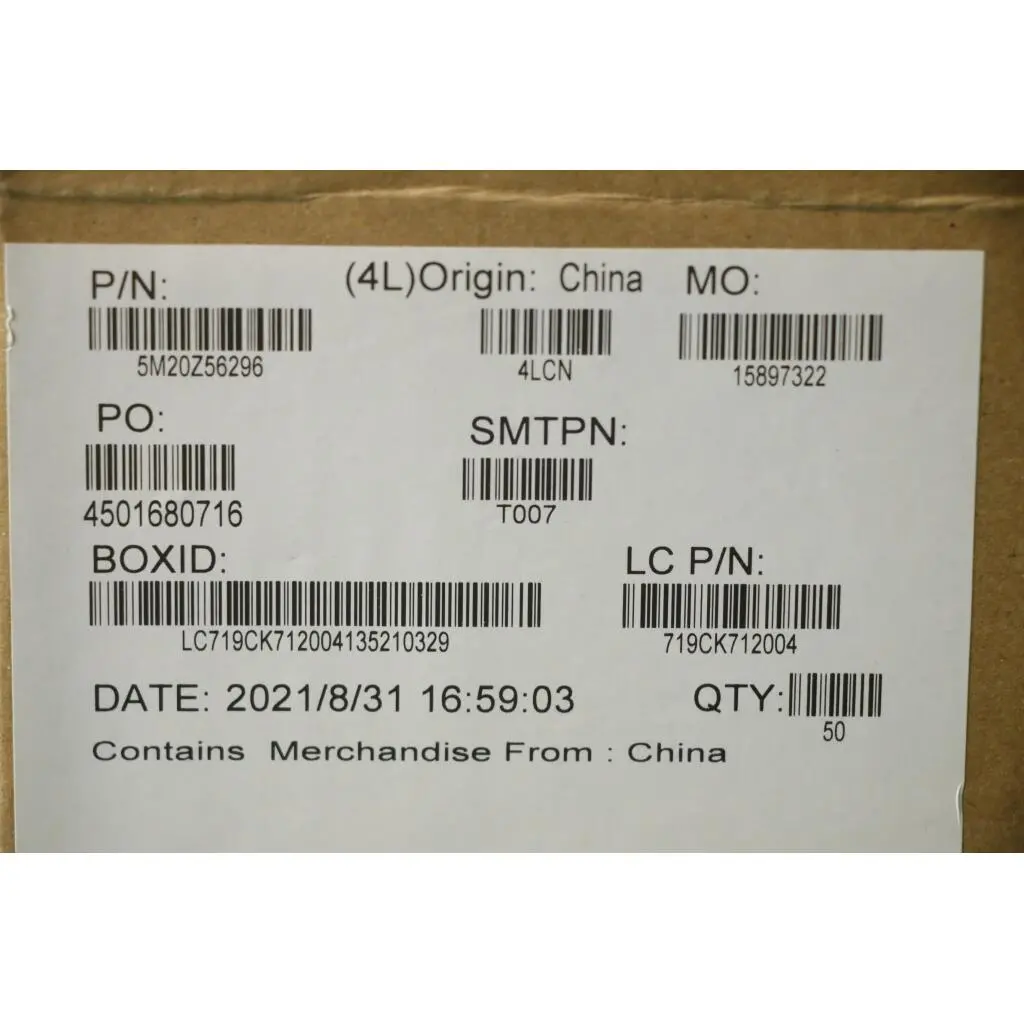 P/N: (4L)Origin: China MO:
5M20Z56296 4LCN 15897322
PO: SMTPN:
4501680716 T007
BOXID: LC P/N:
LC719CK712004135210329 719CK712004
DATE: 2021/8/31 16:59:03 QTY:
50
Contains Merchandise From : China